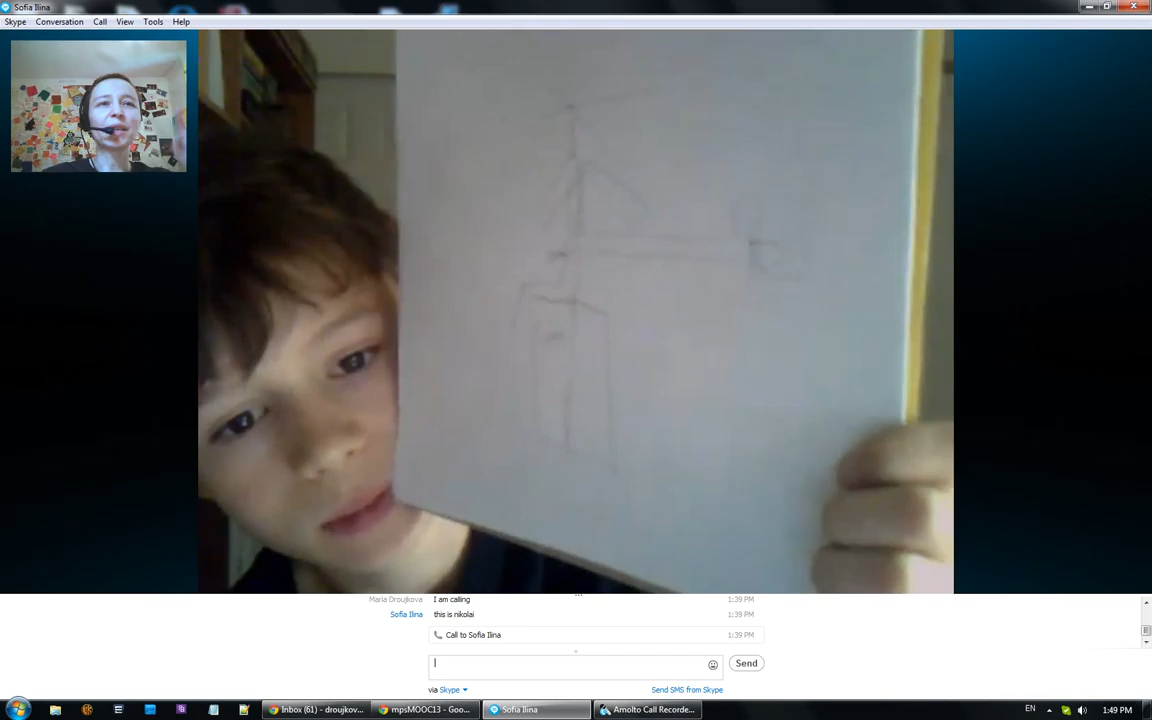 Sofia Ilina
Skype Conversation Call View Tools Help
Maria Droujkova I am calling 1:39 PM
Sofia Ilina this is nikolai 1:39 PM
Call to Sofia Ilina 1:39 PM
Send
via Skype Send SMS from Skype
Inbox (61) - droujkov... mpsMOOC13 - Goo... Sofia Ilina Amolto Call Recorde... EN 1:49 PM